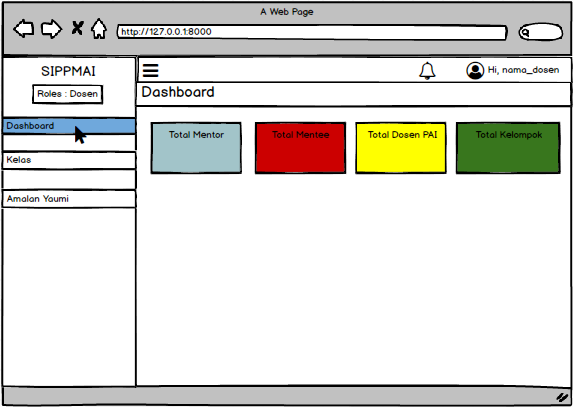 A Web Page
http://127.0.0.1:8000
SIPPMAI
Roles : Dosen
Hi, nama_dosen
Dashboard
Dashboard
Kelas
Amalan Yaumi
Total Mentor
Total Mentee
Total Dosen PAI
Total Kelompok